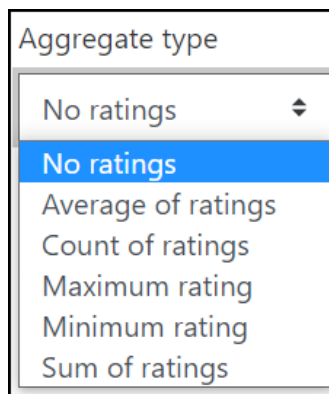 Aggregate type
No ratings
No ratings
Average of ratings
Count of ratings
Maximum rating
Minimum rating
Sum of ratings